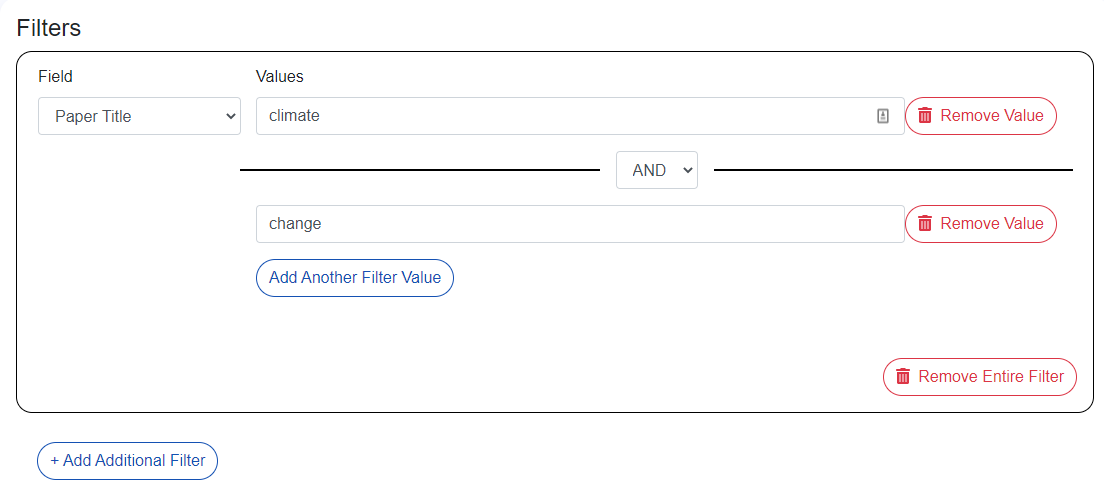 Filters
Field Values
Paper Title climate Remove Value
AND
change Remove Value
Add Another Filter Value
Remove Entire Filter
+ Add Additional Filter